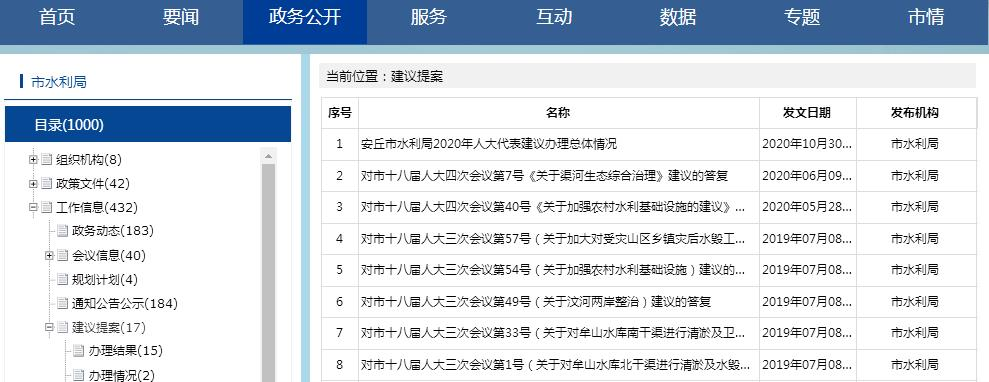 首页 要闻 政务公开 服务 互动 数据 专题 市情
市水利局
目录(1000)
组织机构(8)
政策文件(42)
工作信息(432)
政务动态(183)
会议信息(40)
规划计划(4)
通知公告公示(184)
建议提案(17)
办理结果(15)
办理情况(2)
当前位置：建议提案
序号 名称 发文日期 发布机构
1 安丘市水利局2020年人大代表建议办理总体情况 2020年10月30... 市水利局
2 对市十八届人大四次会议第7号《关于渠河生态综合治理》建议的答复 2020年06月09... 市水利局
3 对市十八届人大四次会议第40号《关于加强农村水利基础设施的建议》... 2020年05月28... 市水利局
4 对市十八届人大三次会议第57号（关于加大对受灾山区乡镇灾后水毁工... 2019年07月08... 市水利局
5 对市十八届人大三次会议第54号（关于加强农村水利基础设施）建议的... 2019年07月08... 市水利局
6 对市十八届人大三次会议第49号（关于汶河两岸整治）建议的答复 2019年07月08... 市水利局
7 对市十八届人大三次会议第33号（关于对牟山水库南干渠进行清淤及卫... 2019年07月08... 市水利局
8 对市十八届人大三次会议第1号（关于对牟山水库北干渠进行清淤及水毁... 2019年07月08... 市水利局